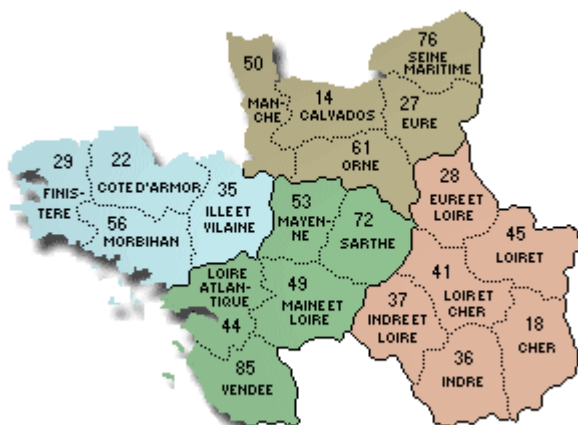 76
SEINE
MARITIME
50
MAN-
CHE
14
CALVADOS
27
EURE
61
ORNE
29
FINIS-
TERE
22
COTE D'ARMOR
35
ILLE ET
VILAINE
56
MORBIHAN
53
MAYEN-
NE
72
SARTHE
28
EURE ET
LOIRE
45
LOIRET
LOIRE
ATLAN-
TIQUE
44
49
MAINE ET
LOIRE
41
LOIR ET
CHER
37
INDRE ET
LOIRE
18
CHER
36
INDRE
85
VENDEE